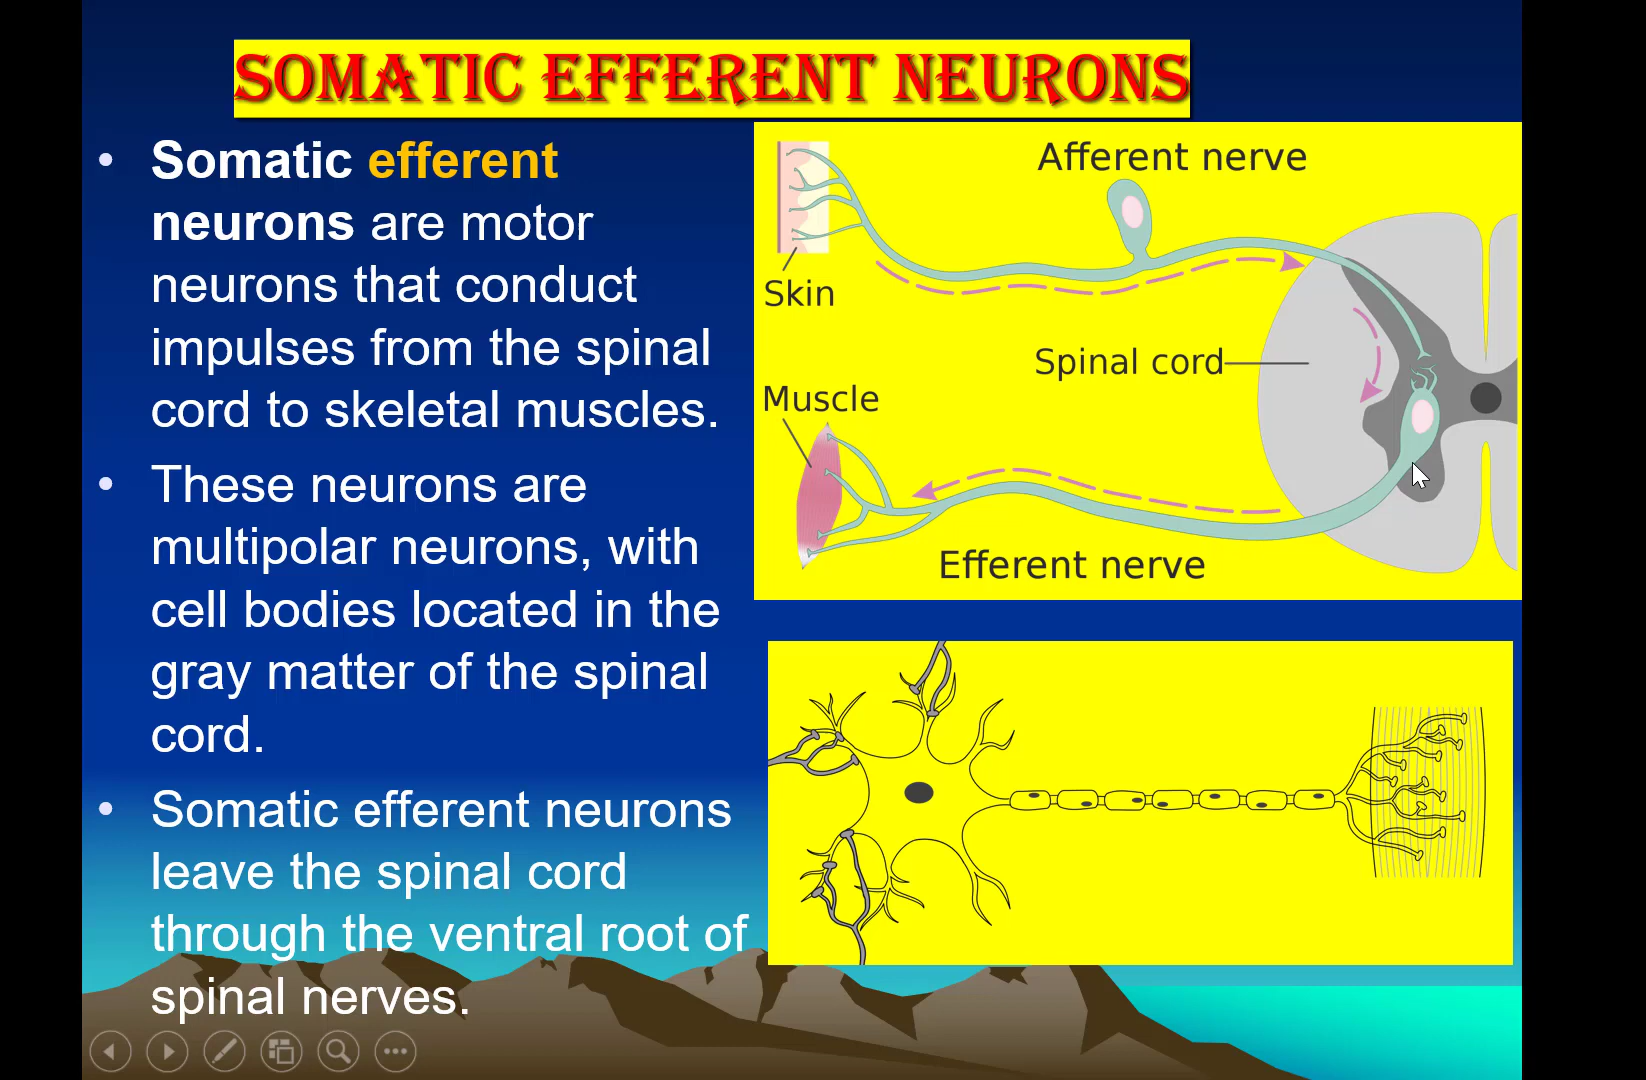 SOMATIC EFFERENT NEURONS
• Somatic efferent
neurons are motor
neurons that conduct
impulses from the spinal
cord to skeletal muscles.
• These neurons are
multipolar neurons, with
cell bodies located in the
gray matter of the spinal
cord.
• Somatic efferent neurons
leave the spinal cord
through the ventral root of
spinal nerves.
Afferent nerve
Skin
Spinal cord
Muscle
Efferent nerve